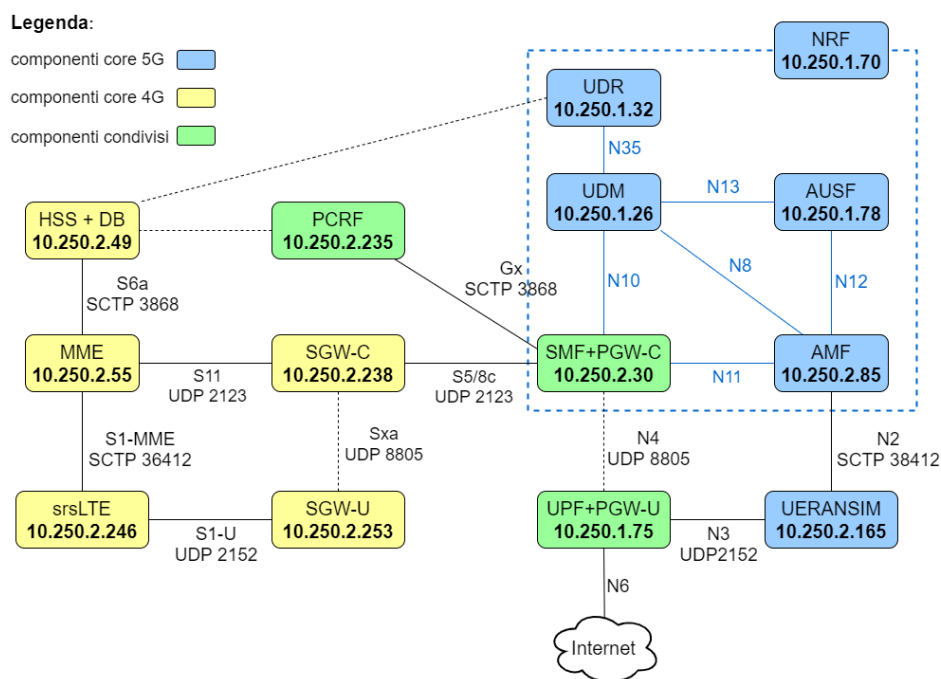 Legenda:
componenti core 5G
componenti core 4G
componenti condivisi
NRF
10.250.1.70
UDR
10.250.1.32
N35
HSS + DB
10.250.2.49
PCRF
10.250.2.235
UDM
10.250.1.26
N13
AUSF
10.250.1.78
S6a
SCTP 3868
Gx
SCTP 3868
N10
N8
N12
MME
10.250.2.55
S11
UDP 2123
SGW-C
10.250.2.238
S5/8c
UDP 2123
SMF+PGW-C
10.250.2.30
N11
AMF
10.250.2.85
S1-MME
SCTP 36412
Sxa
UDP 8805
N4
UDP 8805
N2
SCTP 38412
srsLTE
10.250.2.246
S1-U
UDP 2152
SGW-U
10.250.2.253
UPF+PGW-U
10.250.1.75
N3
UDP2152
UERANSIM
10.250.2.165
N6
Internet